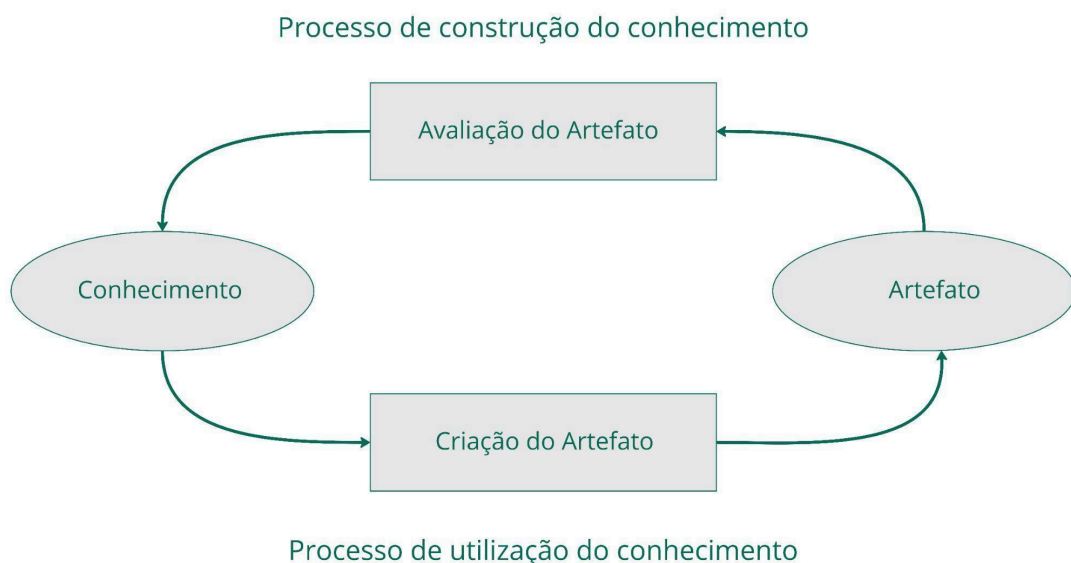 Processo de construção do conhecimento
Avaliação do Artefato
Conhecimento
Artefato
Criação do Artefato
Processo de utilização do conhecimento